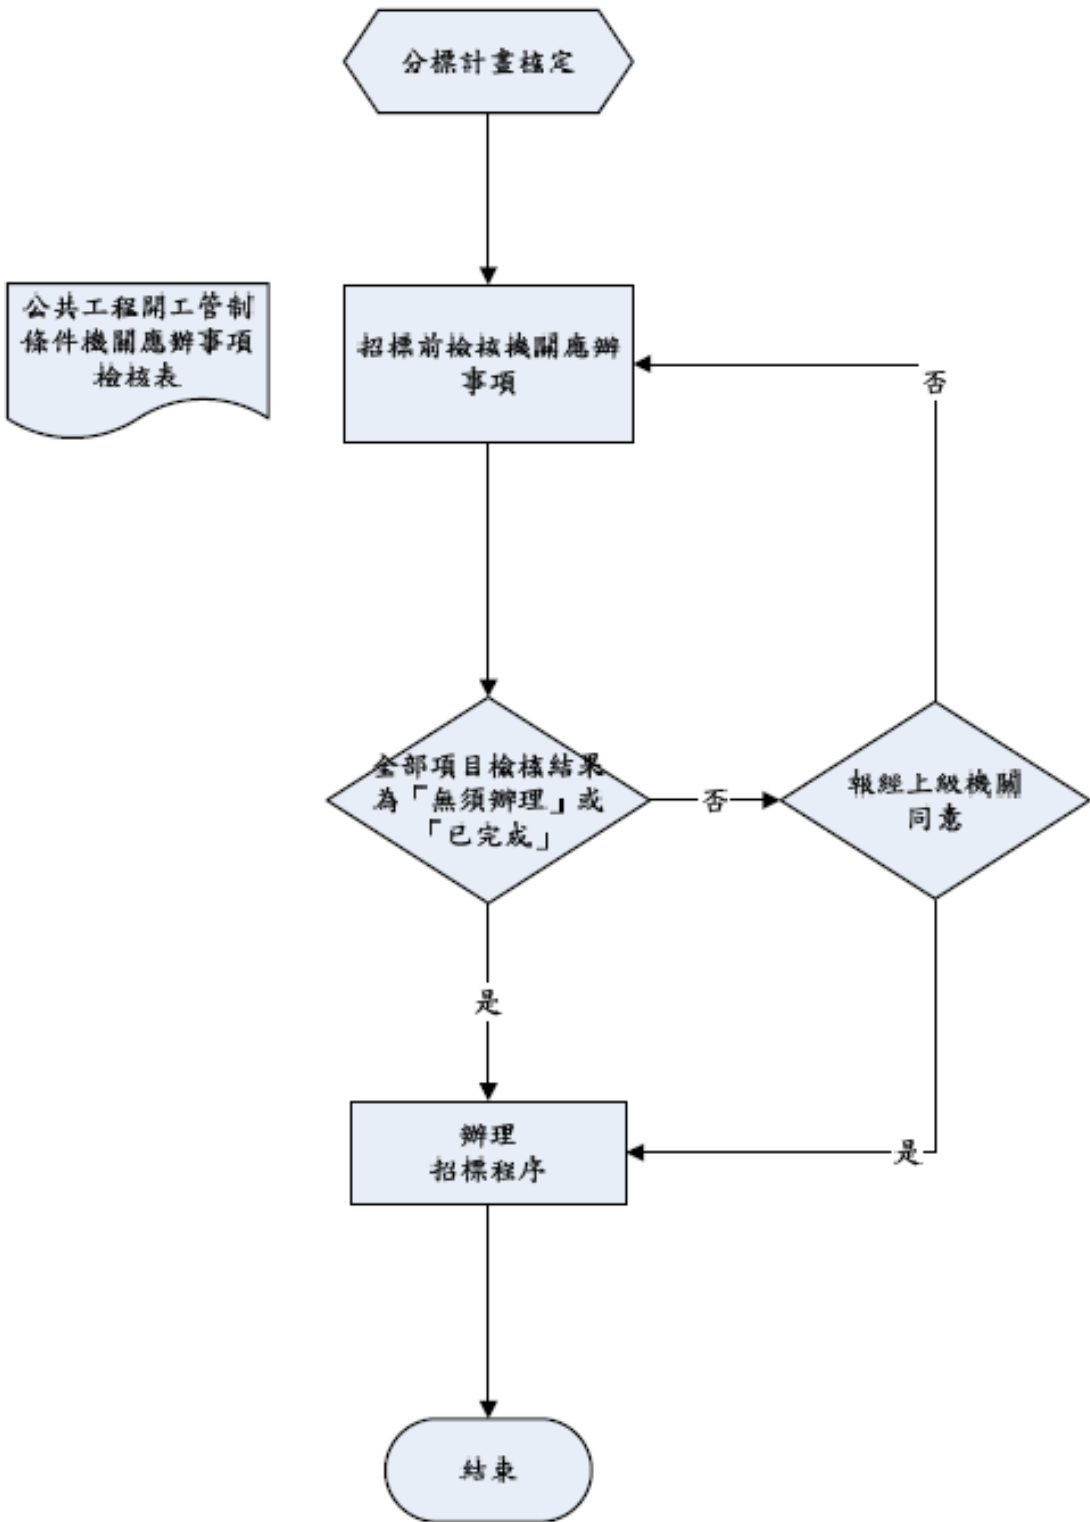 分標計畫核定
公共工程開工管制
條件機關應辦事項
檢核表
招標前檢核機關應辦
事項
否
全部項目檢核結果
為「無須辦理」或
「已完成」
否
報經上級機關
同意
是
辦理
招標程序
是
結束